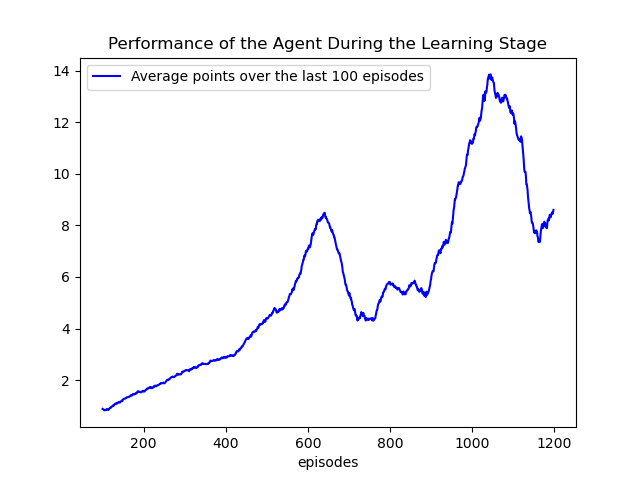 Performance of the Agent During the Learning Stage
Average points over the last 100 episodes
14
12
10
8
6
4
2
200 400 600 800 1000 1200
episodes